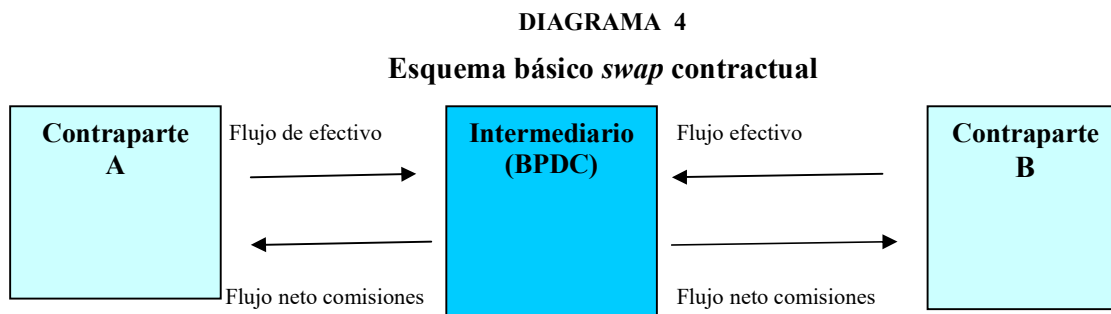 DIAGRAMA 4
Esquema básico swap contractual
Contraparte
A
Flujo de efectivo
Intermediario
(BPDC)
Flujo efectivo
Contraparte
B
Flujo neto comisiones
Flujo neto comisiones